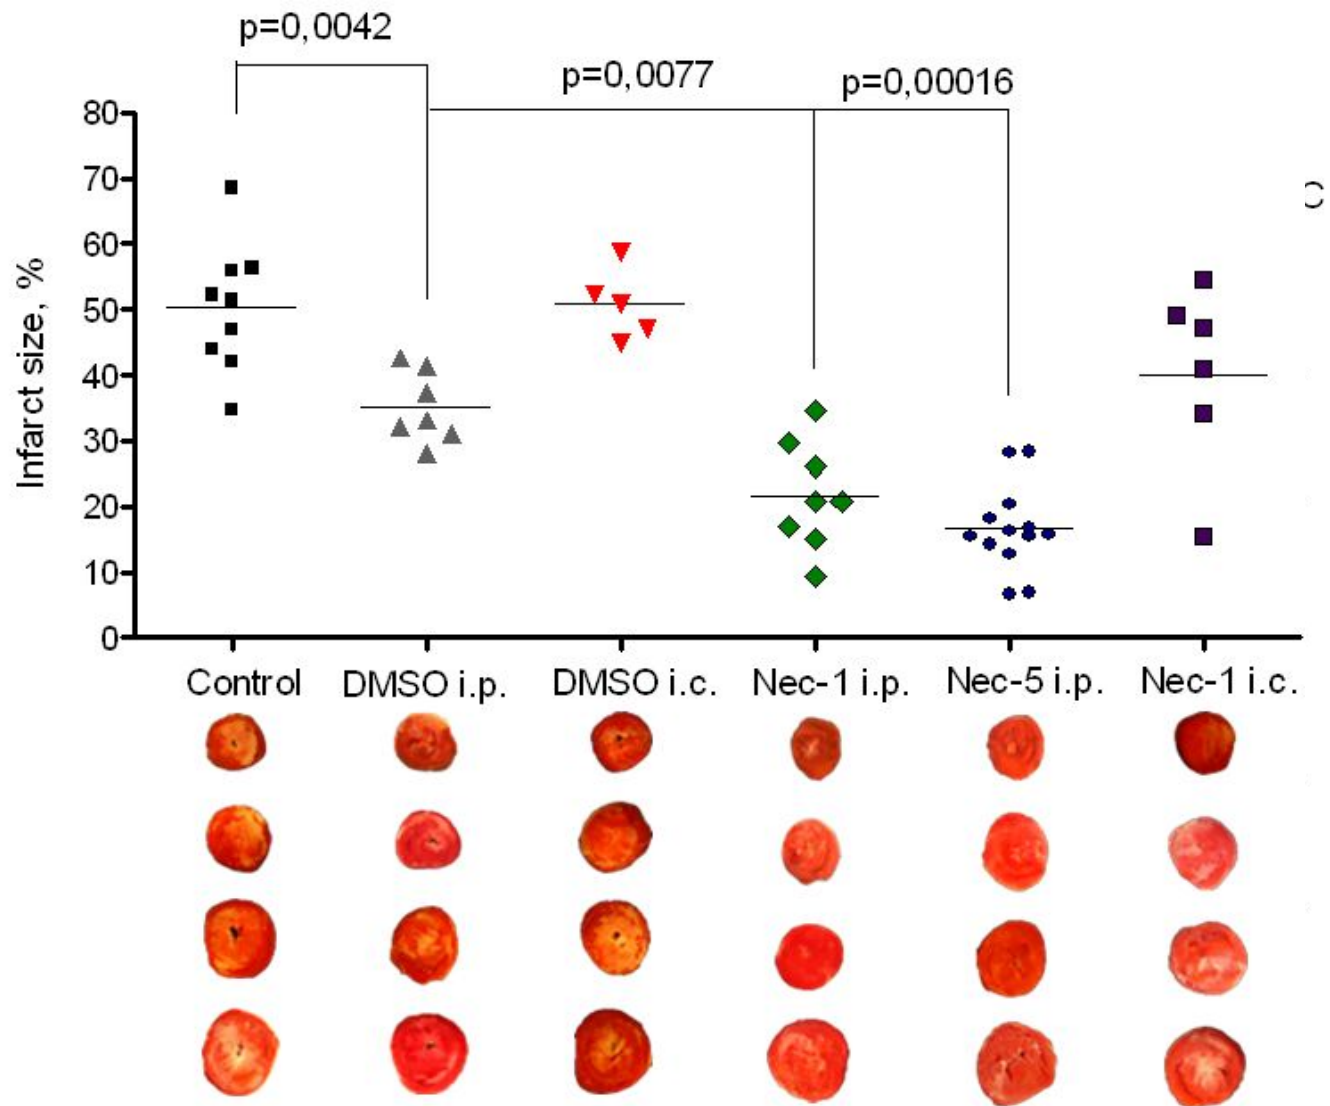 p=0,0042
p=0,0077
p=0,00016
80
70
60
50
40
30
20
10
0
Infarct size, %
Control DMSO i.p. DMSO i.c. Nec-1 i.p. Nec-5 i.p. Nec-1 i.c.